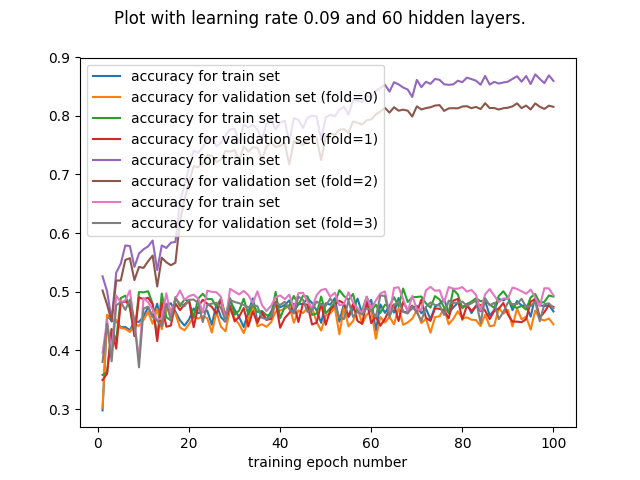 Plot with learning rate 0.09 and 60 hidden layers.
0.9
0.8
0.7
0.6
0.5
0.4
0.3
accuracy for train set
accuracy for validation set (fold=0)
accuracy for train set
accuracy for validation set (fold=1)
accuracy for train set
accuracy for validation set (fold=2)
accuracy for train set
accuracy for validation set (fold=3)
0 20 40 60 80 100
training epoch number